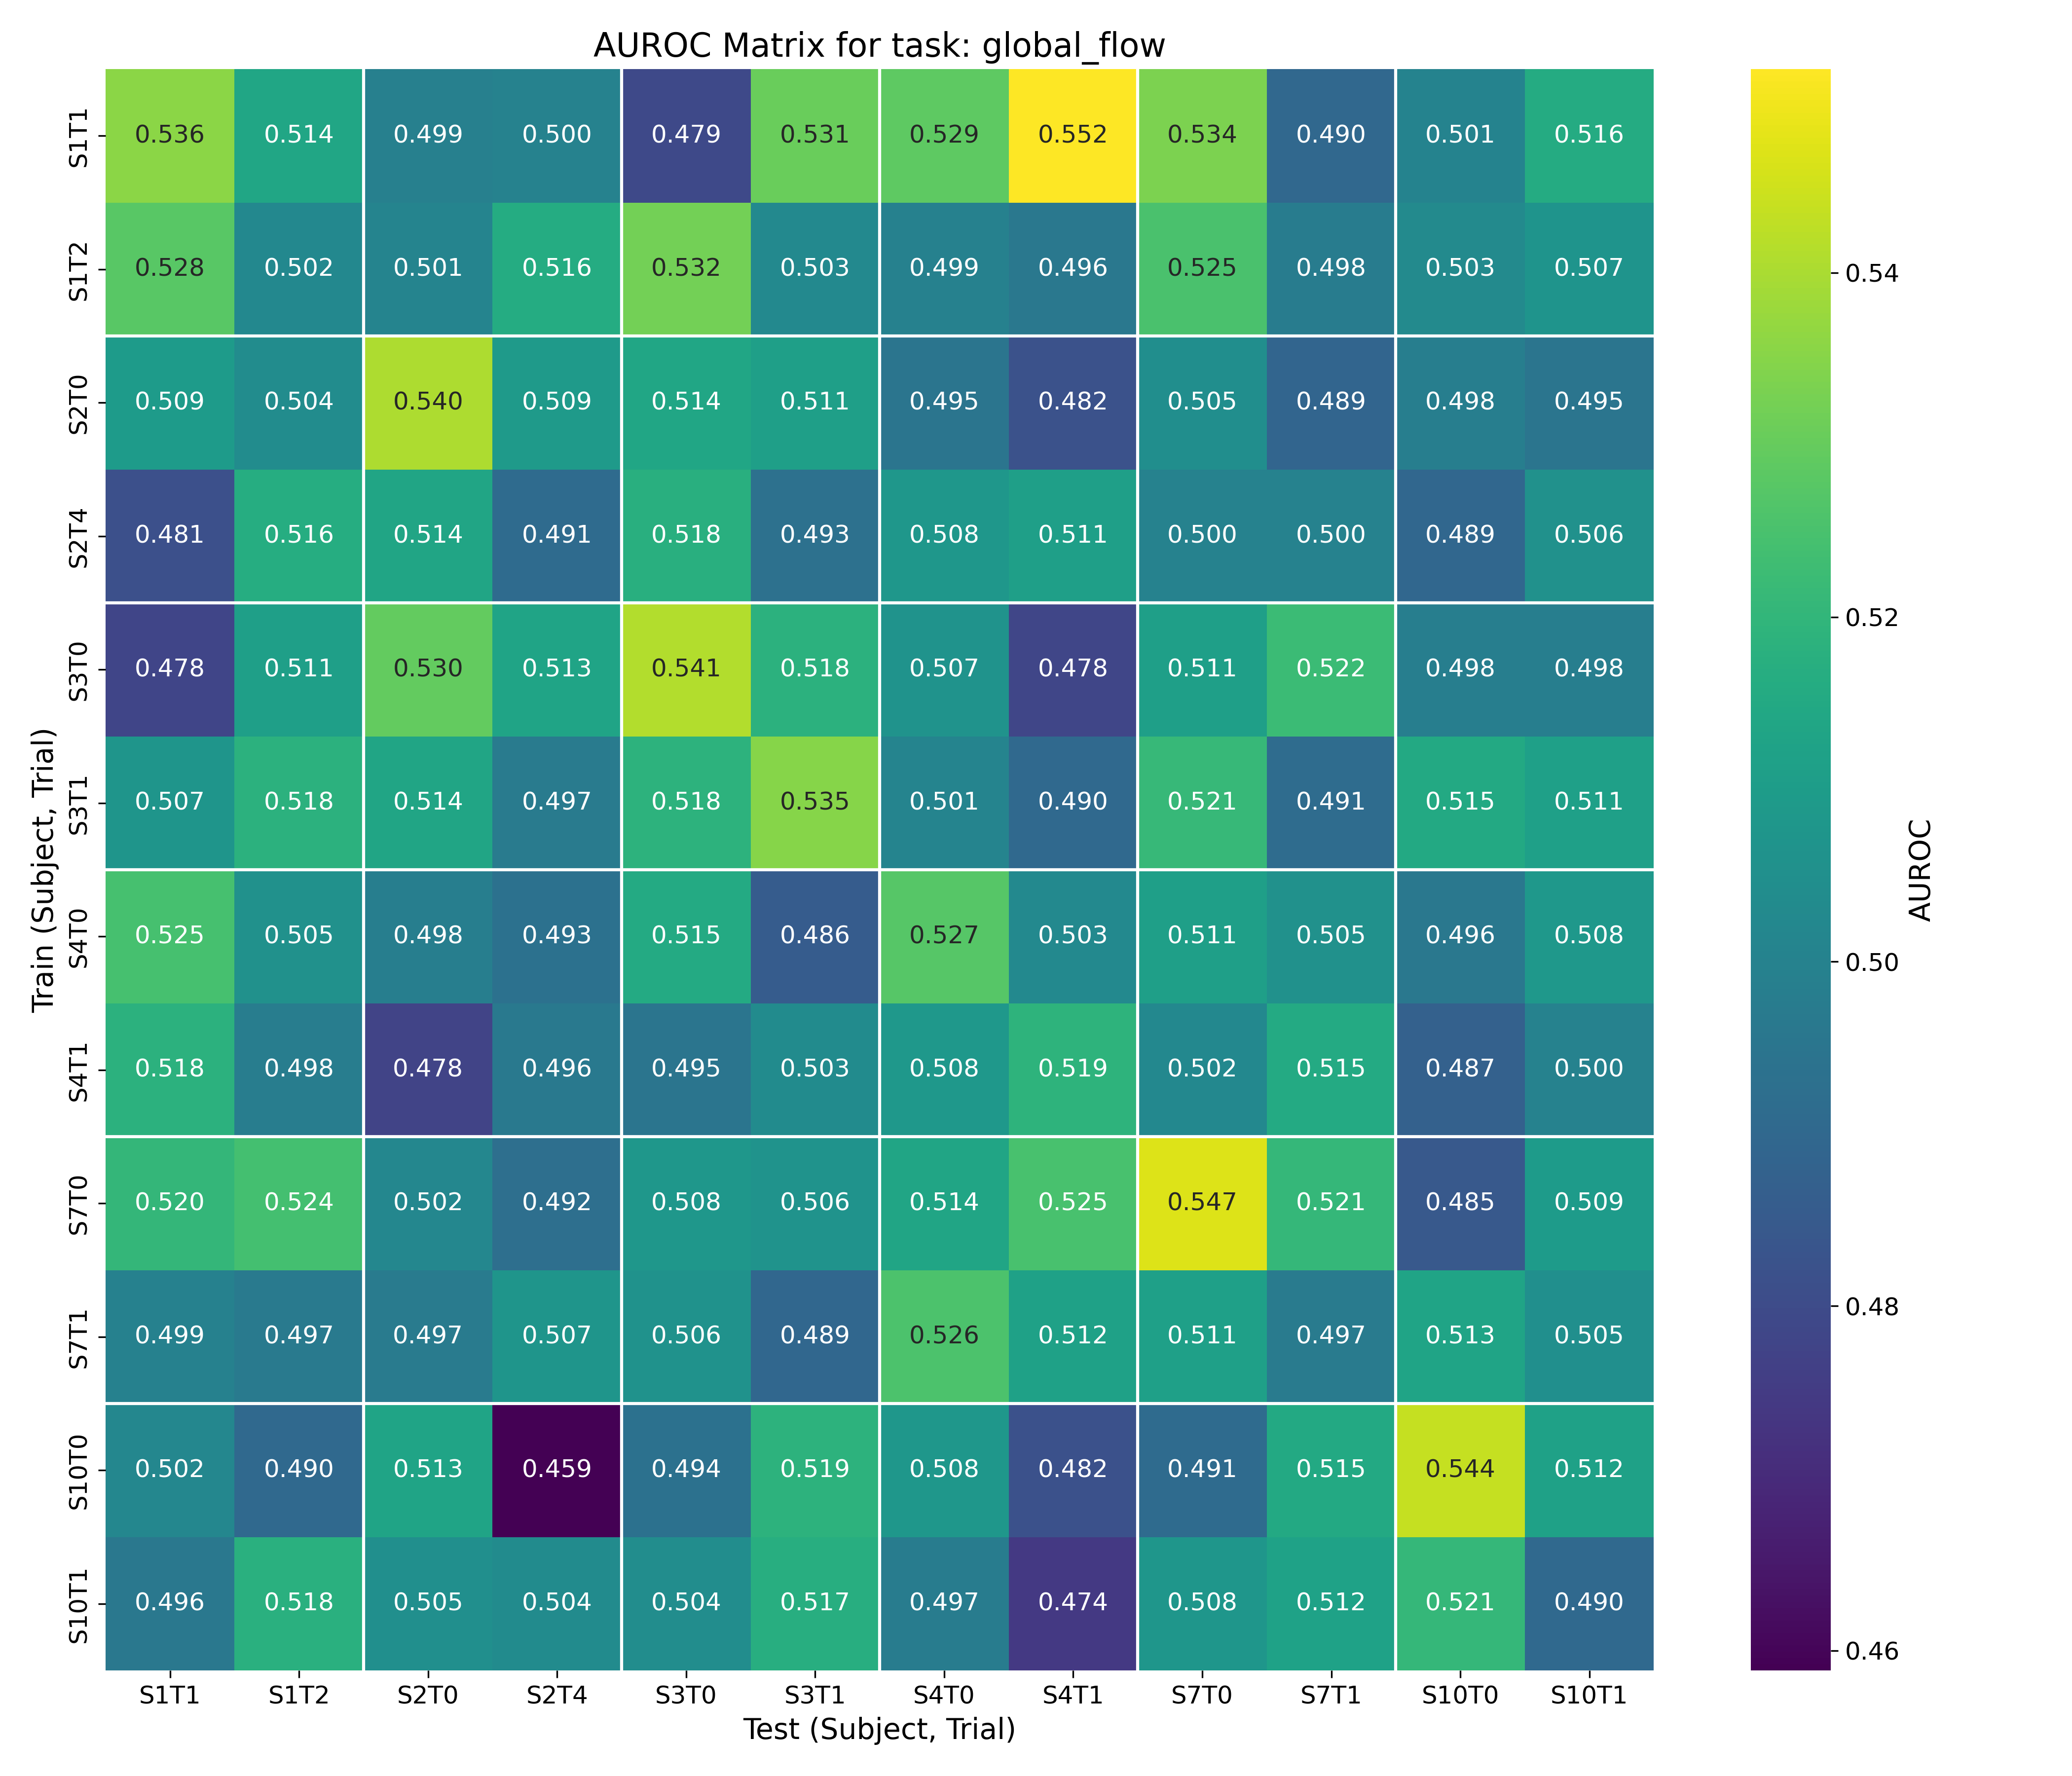 AUROC Matrix for task: global_flow
S1T1 0.536 0.514 0.499 0.500 0.479 0.531 0.529 0.552 0.534 0.490 0.501 0.516
S1T2 0.528 0.502 0.501 0.516 0.532 0.503 0.499 0.496 0.525 0.498 0.503 0.507
S2T0 0.509 0.504 0.540 0.509 0.514 0.511 0.495 0.482 0.505 0.489 0.498 0.495
S2T4 0.481 0.516 0.514 0.491 0.518 0.493 0.508 0.511 0.500 0.500 0.489 0.506
S3T0 0.478 0.511 0.530 0.513 0.541 0.518 0.507 0.478 0.511 0.522 0.498 0.498
S3T1 0.507 0.518 0.514 0.497 0.518 0.535 0.501 0.490 0.521 0.491 0.515 0.511
S4T0 0.525 0.505 0.498 0.493 0.515 0.486 0.527 0.503 0.511 0.505 0.496 0.508
S4T1 0.518 0.498 0.478 0.496 0.495 0.503 0.508 0.519 0.502 0.515 0.487 0.500
S7T0 0.520 0.524 0.502 0.492 0.508 0.506 0.514 0.525 0.547 0.521 0.485 0.509
S7T1 0.499 0.497 0.497 0.507 0.506 0.489 0.526 0.512 0.511 0.497 0.513 0.505
S10T0 0.502 0.490 0.513 0.459 0.494 0.519 0.508 0.482 0.491 0.515 0.544 0.512
S10T1 0.496 0.518 0.505 0.504 0.504 0.517 0.497 0.474 0.508 0.512 0.521 0.490
S1T1 S1T2 S2T0 S2T4 S3T0 S3T1 S4T0 S4T1 S7T0 S7T1 S10T0 S10T1
Test (Subject, Trial)
Train (Subject, Trial)
0.54
0.52
0.50
0.48
0.46
AUROC